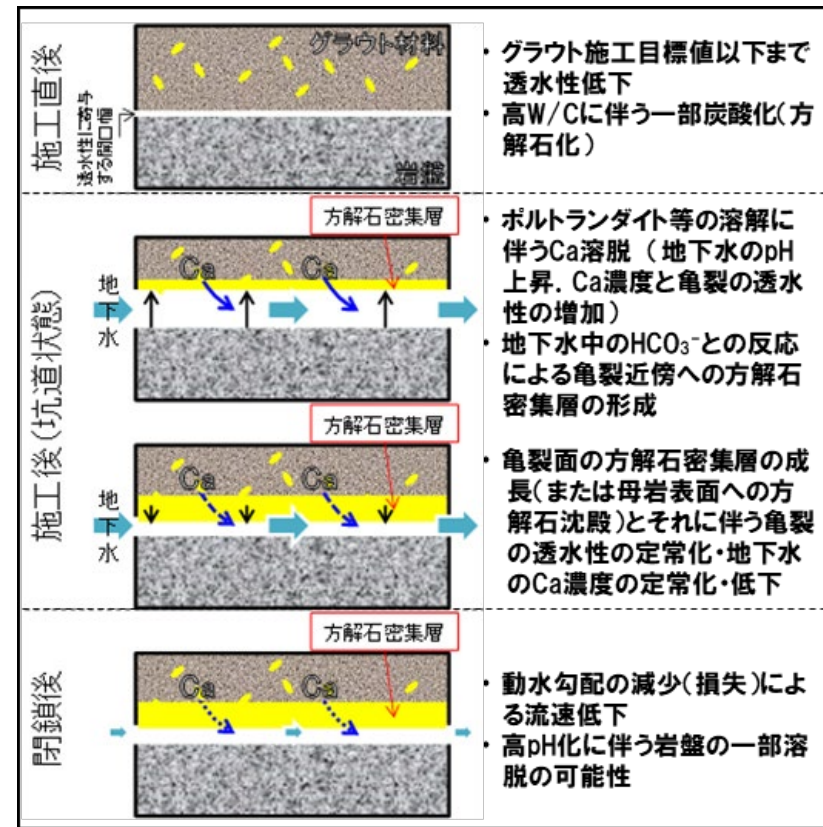 施工直後
透水性に寄与
する開口幅
グラウト材料
岩盤
・グラウト施工目標値以下まで
透水性低下
・高W/Cに伴う一部炭酸化(方
解石化)
施工後(坑道状態)
方解石密集層
Ca Ca
地下水
・ポルトランダイト等の溶解に
伴うCa溶脱(地下水のpH
上昇．Ca濃度と亀裂の透水
性の増加)
・地下水中のHCO₃⁻との反応
による亀裂近傍への方解石
密集層の形成
方解石密集層
Ca Ca
地下水
・亀裂面の方解石密集層の成
長(または母岩表面への方
解石沈殿)とそれに伴う亀裂
の透水性の定常化・地下水
のCa濃度の定常化・低下
閉鎖後
方解石密集層
Ca Ca
・動水勾配の減少(損失)によ
る流速低下
・高pH化に伴う岩盤の一部溶
脱の可能性